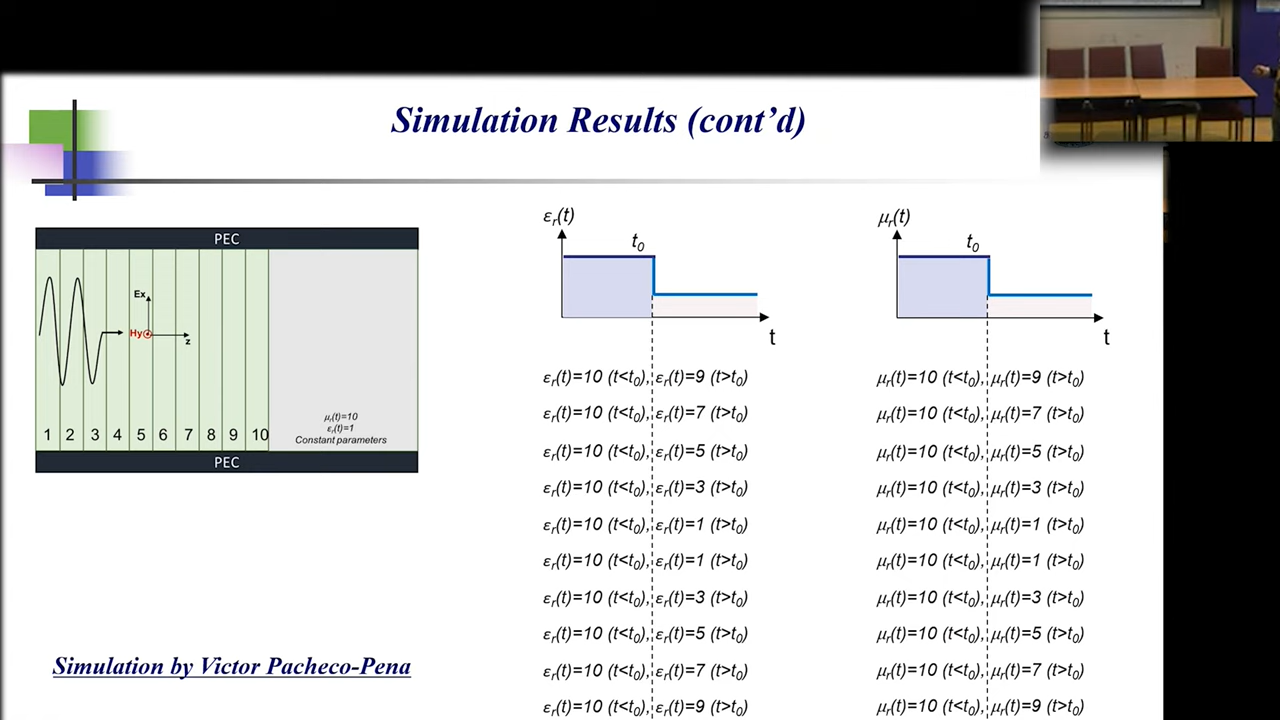 Simulation Results (cont'd)
PEC
Ex
Hy
z
1 2 3 4 5 6 7 8 9 10
μr(t)=10
εr(t)=1
Constant parameters
PEC
Simulation by Victor Pacheco-Pena
εr(t)
t0
t
εr(t)=10 (t<t0), εr(t)=9 (t>t0)
εr(t)=10 (t<t0), εr(t)=7 (t>t0)
εr(t)=10 (t<t0), εr(t)=5 (t>t0)
εr(t)=10 (t<t0), εr(t)=3 (t>t0)
εr(t)=10 (t<t0), εr(t)=1 (t>t0)
εr(t)=10 (t<t0), εr(t)=1 (t>t0)
εr(t)=10 (t<t0), εr(t)=3 (t>t0)
εr(t)=10 (t<t0), εr(t)=5 (t>t0)
εr(t)=10 (t<t0), εr(t)=7 (t>t0)
εr(t)=10 (t<t0), εr(t)=9 (t>t0)
μr(t)
t0
t
μr(t)=10 (t<t0), μr(t)=9 (t>t0)
μr(t)=10 (t<t0), μr(t)=7 (t>t0)
μr(t)=10 (t<t0), μr(t)=5 (t>t0)
μr(t)=10 (t<t0), μr(t)=3 (t>t0)
μr(t)=10 (t<t0), μr(t)=1 (t>t0)
μr(t)=10 (t<t0), μr(t)=1 (t>t0)
μr(t)=10 (t<t0), μr(t)=3 (t>t0)
μr(t)=10 (t<t0), μr(t)=5 (t>t0)
μr(t)=10 (t<t0), μr(t)=7 (t>t0)
μr(t)=10 (t<t0), μr(t)=9 (t>t0)